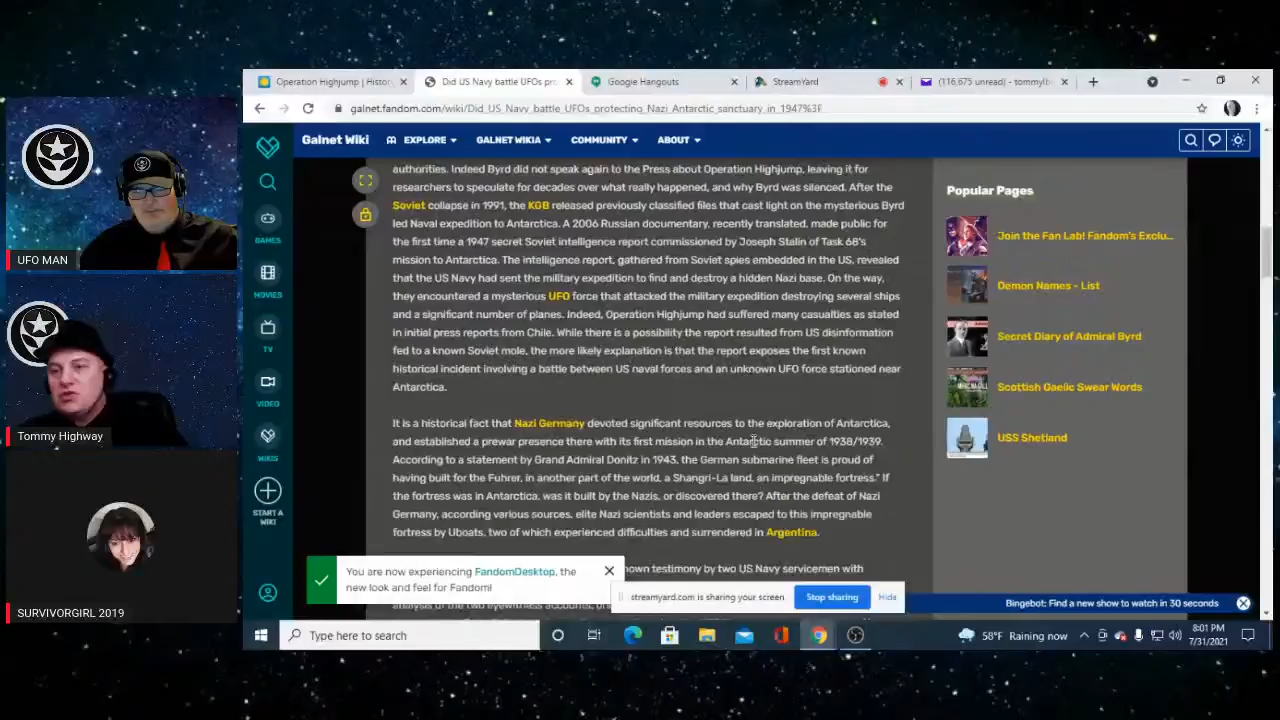 UFO MAN
Tommy Highway
SURVIVORGIRL 2019
Operation Highjump | Histor
Did US Navy battle UFOs pro
Google Hangouts
StreamYard
(116,675 unread) - tommylb
galnet.fandom.com/wiki/Did_US_Navy_battle_UFOs_protecting_Nazi_Antarctic_sanctuary_in_1947%3F
Galnet Wiki
EXPLORE
GALNET WIKIA
COMMUNITY
ABOUT
GAMES
MOVIES
TV
VIDEO
WIKIS
START A
WIKI
authorities. Indeed Byrd did not speak again to the Press about Operation Highjump, leaving it for
researchers to speculate for decades over what really happened, and why Byrd was silenced. After the
Soviet collapse in 1991, the KGB released previously classified files that cast light on the mysterious Byrd
led Naval expedition to Antarctica. A 2006 Russian documentary, recently translated, made public for
the first time a 1947 secret Soviet intelligence report commissioned by Joseph Stalin of Task 68's
mission to Antarctica. The intelligence report, gathered from Soviet spies embedded in the US, revealed
that the US Navy had sent the military expedition to find and destroy a hidden Nazi base. On the way,
they encountered a mysterious UFO force that attacked the military expedition destroying several ships
and a significant number of planes. Indeed, Operation Highjump had suffered many casualties as stated
in initial press reports from Chile. While there is a possibility the report resulted from US disinformation
fed to a known Soviet mole, the more likely explanation is that the report exposes the first known
historical incident involving a battle between US naval forces and an unknown UFO force stationed near
Antarctica.
It is a historical fact that Nazi Germany devoted significant resources to the exploration of Antarctica,
and established a prewar presence there with its first mission in the Antarctic summer of 1938/1939.
According to a statement by Grand Admiral Donitz in 1943, the German submarine fleet is proud of
having built for the Fuhrer, in another part of the world, a Shangri-La land, an impregnable fortress." If
the fortress was in Antarctica, was it built by the Nazis, or discovered there? After the defeat of Nazi
Germany, according various sources, elite Nazi scientists and leaders escaped to this impregnable
fortress by Uboats, two of which experienced difficulties and surrendered in Argentina.
nown testimony by two US Navy servicemen with
analysis of the two eyewitness accounts,
Popular Pages
Join the Fan Lab! Fandom's Exclu...
Demon Names - List
Secret Diary of Admiral Byrd
Scottish Gaelic Swear Words
USS Shetland
You are now experiencing FandomDesktop, the
new look and feel for Fandom!
streamyard.com is sharing your screen
Stop sharing
Hide
Bingebot: Find a new show to watch in 30 seconds
Type here to search
58°F Raining now
8:01 PM
7/31/2021